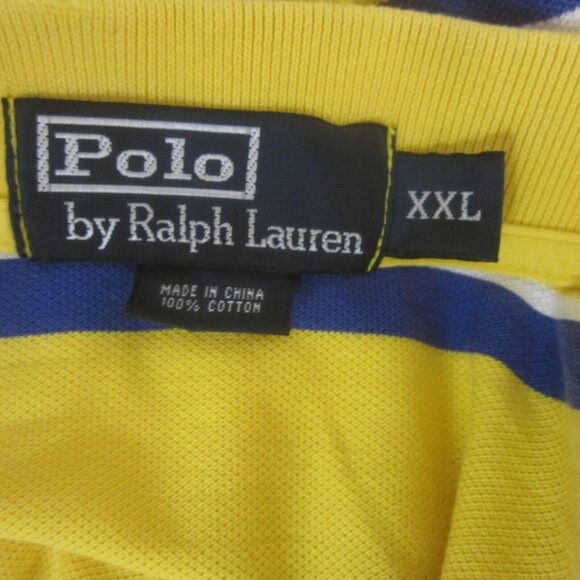 Polo
by Ralph Lauren
XXL
MADE IN CHINA
100% COTTON